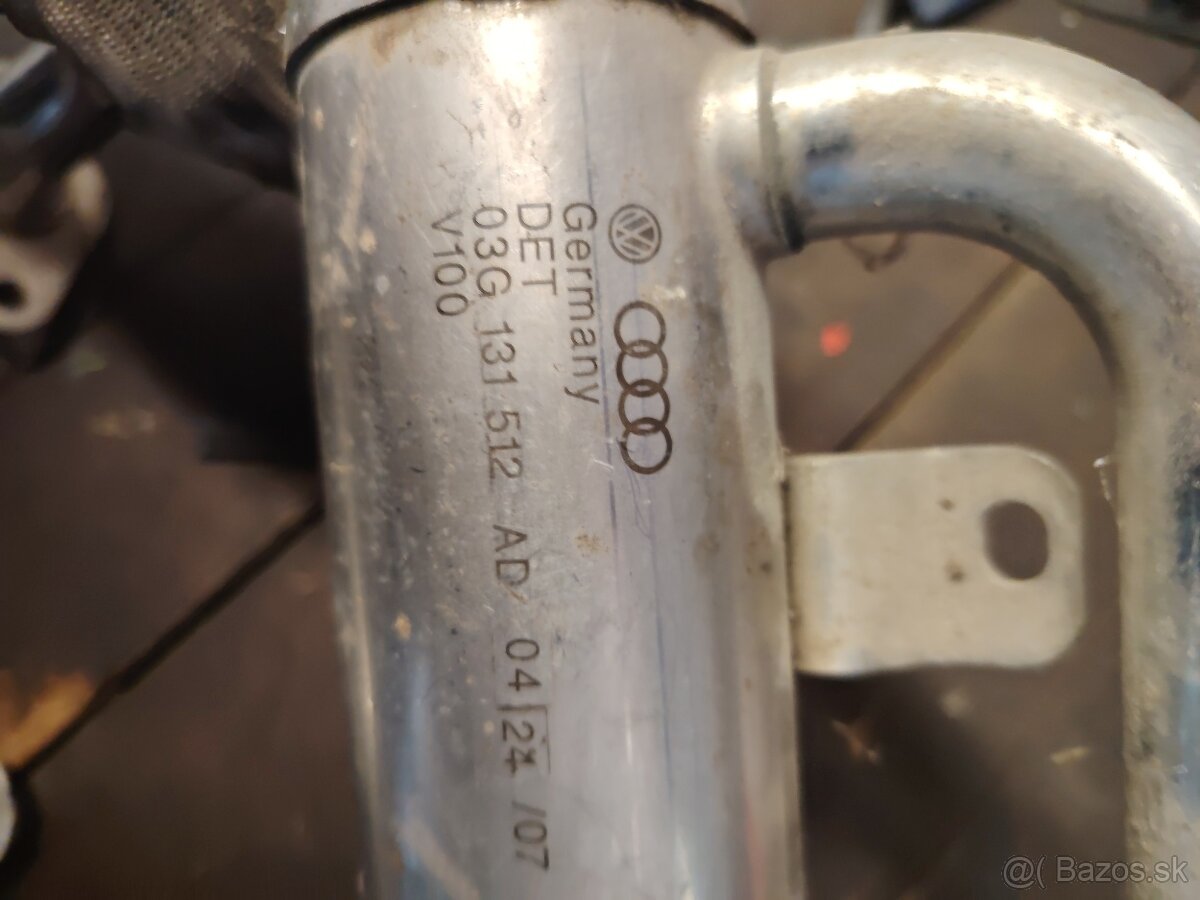 Germany
DET
03G 131 512 AD 04|24 /07
V100
@( Bazos.sk